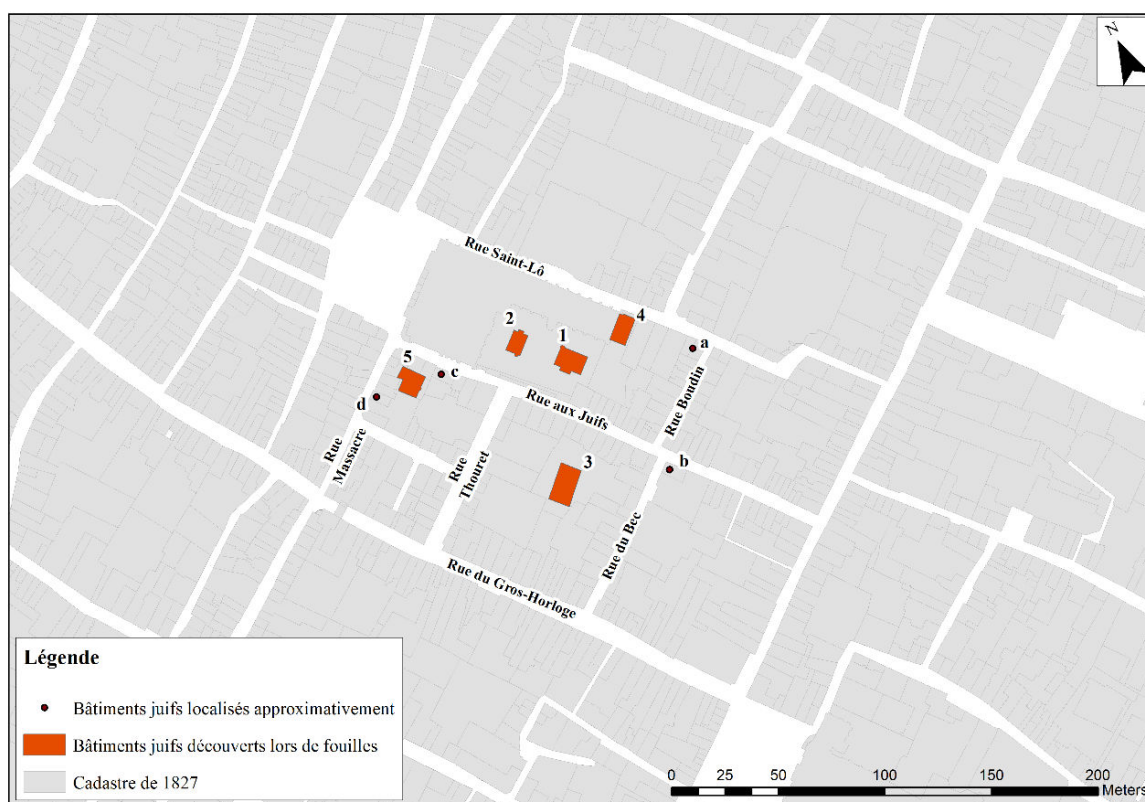 N
Rue Saint-Lô
4
2
1
a
5
c
Rue aux Juifs
Rue Boudin
d
Rue
Massacre
Rue
Thouret
3
b
Rue du Bec
Rue du Gros-Horloge
Légende
Bâtiments juifs localisés approximativement
Bâtiments juifs découverts lors de fouilles
Cadastre de 1827
0 25 50 100 150 200
Meters